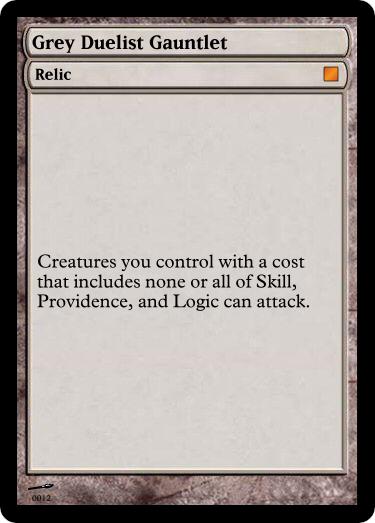 Grey Duelist Gauntlet
Relic
Creatures you control with a cost
that includes none or all of Skill,
Providence, and Logic can attack.
0012